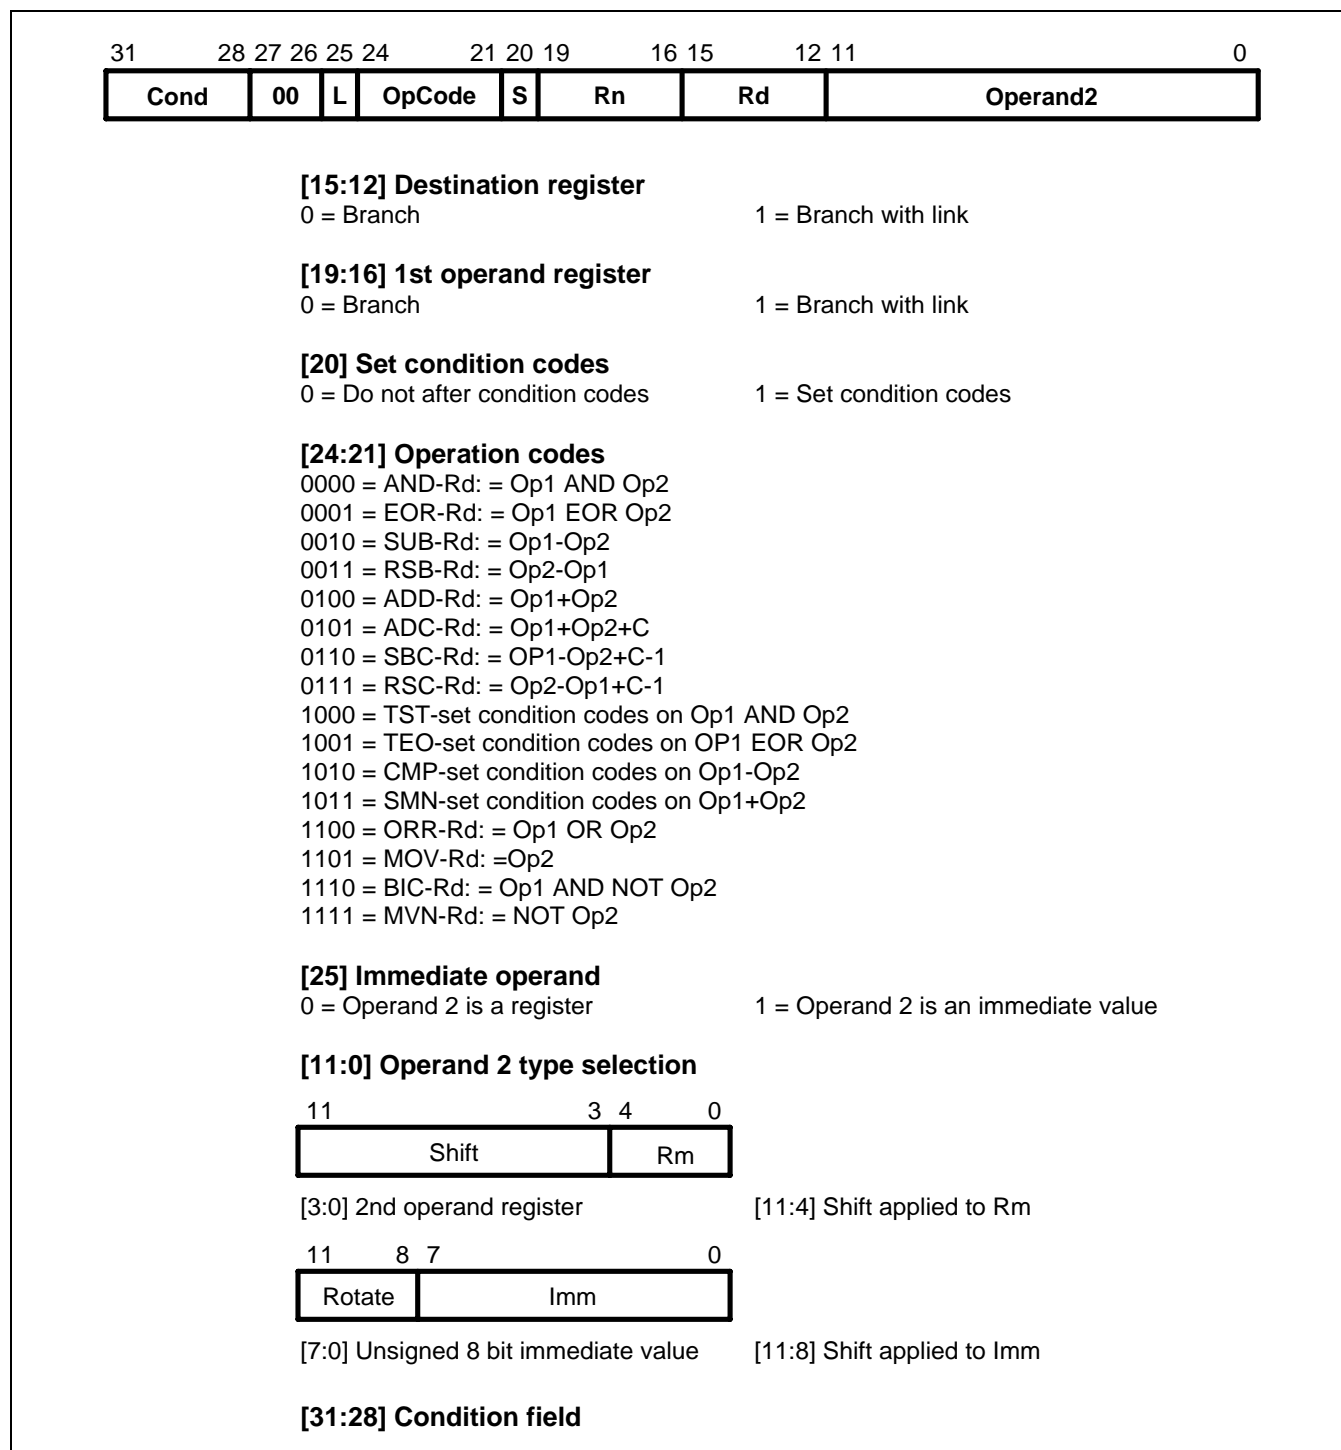 31 28 27 26 25 24 21 20 19 16 15 12 11 0
Cond 00 L OpCode S Rn Rd Operand2
[15:12] Destination register
0 = Branch 1 = Branch with link
[19:16] 1st operand register
0 = Branch 1 = Branch with link
[20] Set condition codes
0 = Do not after condition codes 1 = Set condition codes
[24:21] Operation codes
0000 = AND-Rd: = Op1 AND Op2
0001 = EOR-Rd: = Op1 EOR Op2
0010 = SUB-Rd: = Op1-Op2
0011 = RSB-Rd: = Op2-Op1
0100 = ADD-Rd: = Op1+Op2
0101 = ADC-Rd: = Op1+Op2+C
0110 = SBC-Rd: = OP1-Op2+C-1
0111 = RSC-Rd: = Op2-Op1+C-1
1000 = TST-set condition codes on Op1 AND Op2
1001 = TEO-set condition codes on OP1 EOR Op2
1010 = CMP-set condition codes on Op1-Op2
1011 = SMN-set condition codes on Op1+Op2
1100 = ORR-Rd: = Op1 OR Op2
1101 = MOV-Rd: =Op2
1110 = BIC-Rd: = Op1 AND NOT Op2
1111 = MVN-Rd: = NOT Op2
[25] Immediate operand
0 = Operand 2 is a register 1 = Operand 2 is an immediate value
[11:0] Operand 2 type selection
11 3 4 0
Shift Rm
[3:0] 2nd operand register [11:4] Shift applied to Rm
11 8 7 0
Rotate Imm
[7:0] Unsigned 8 bit immediate value [11:8] Shift applied to Imm
[31:28] Condition field